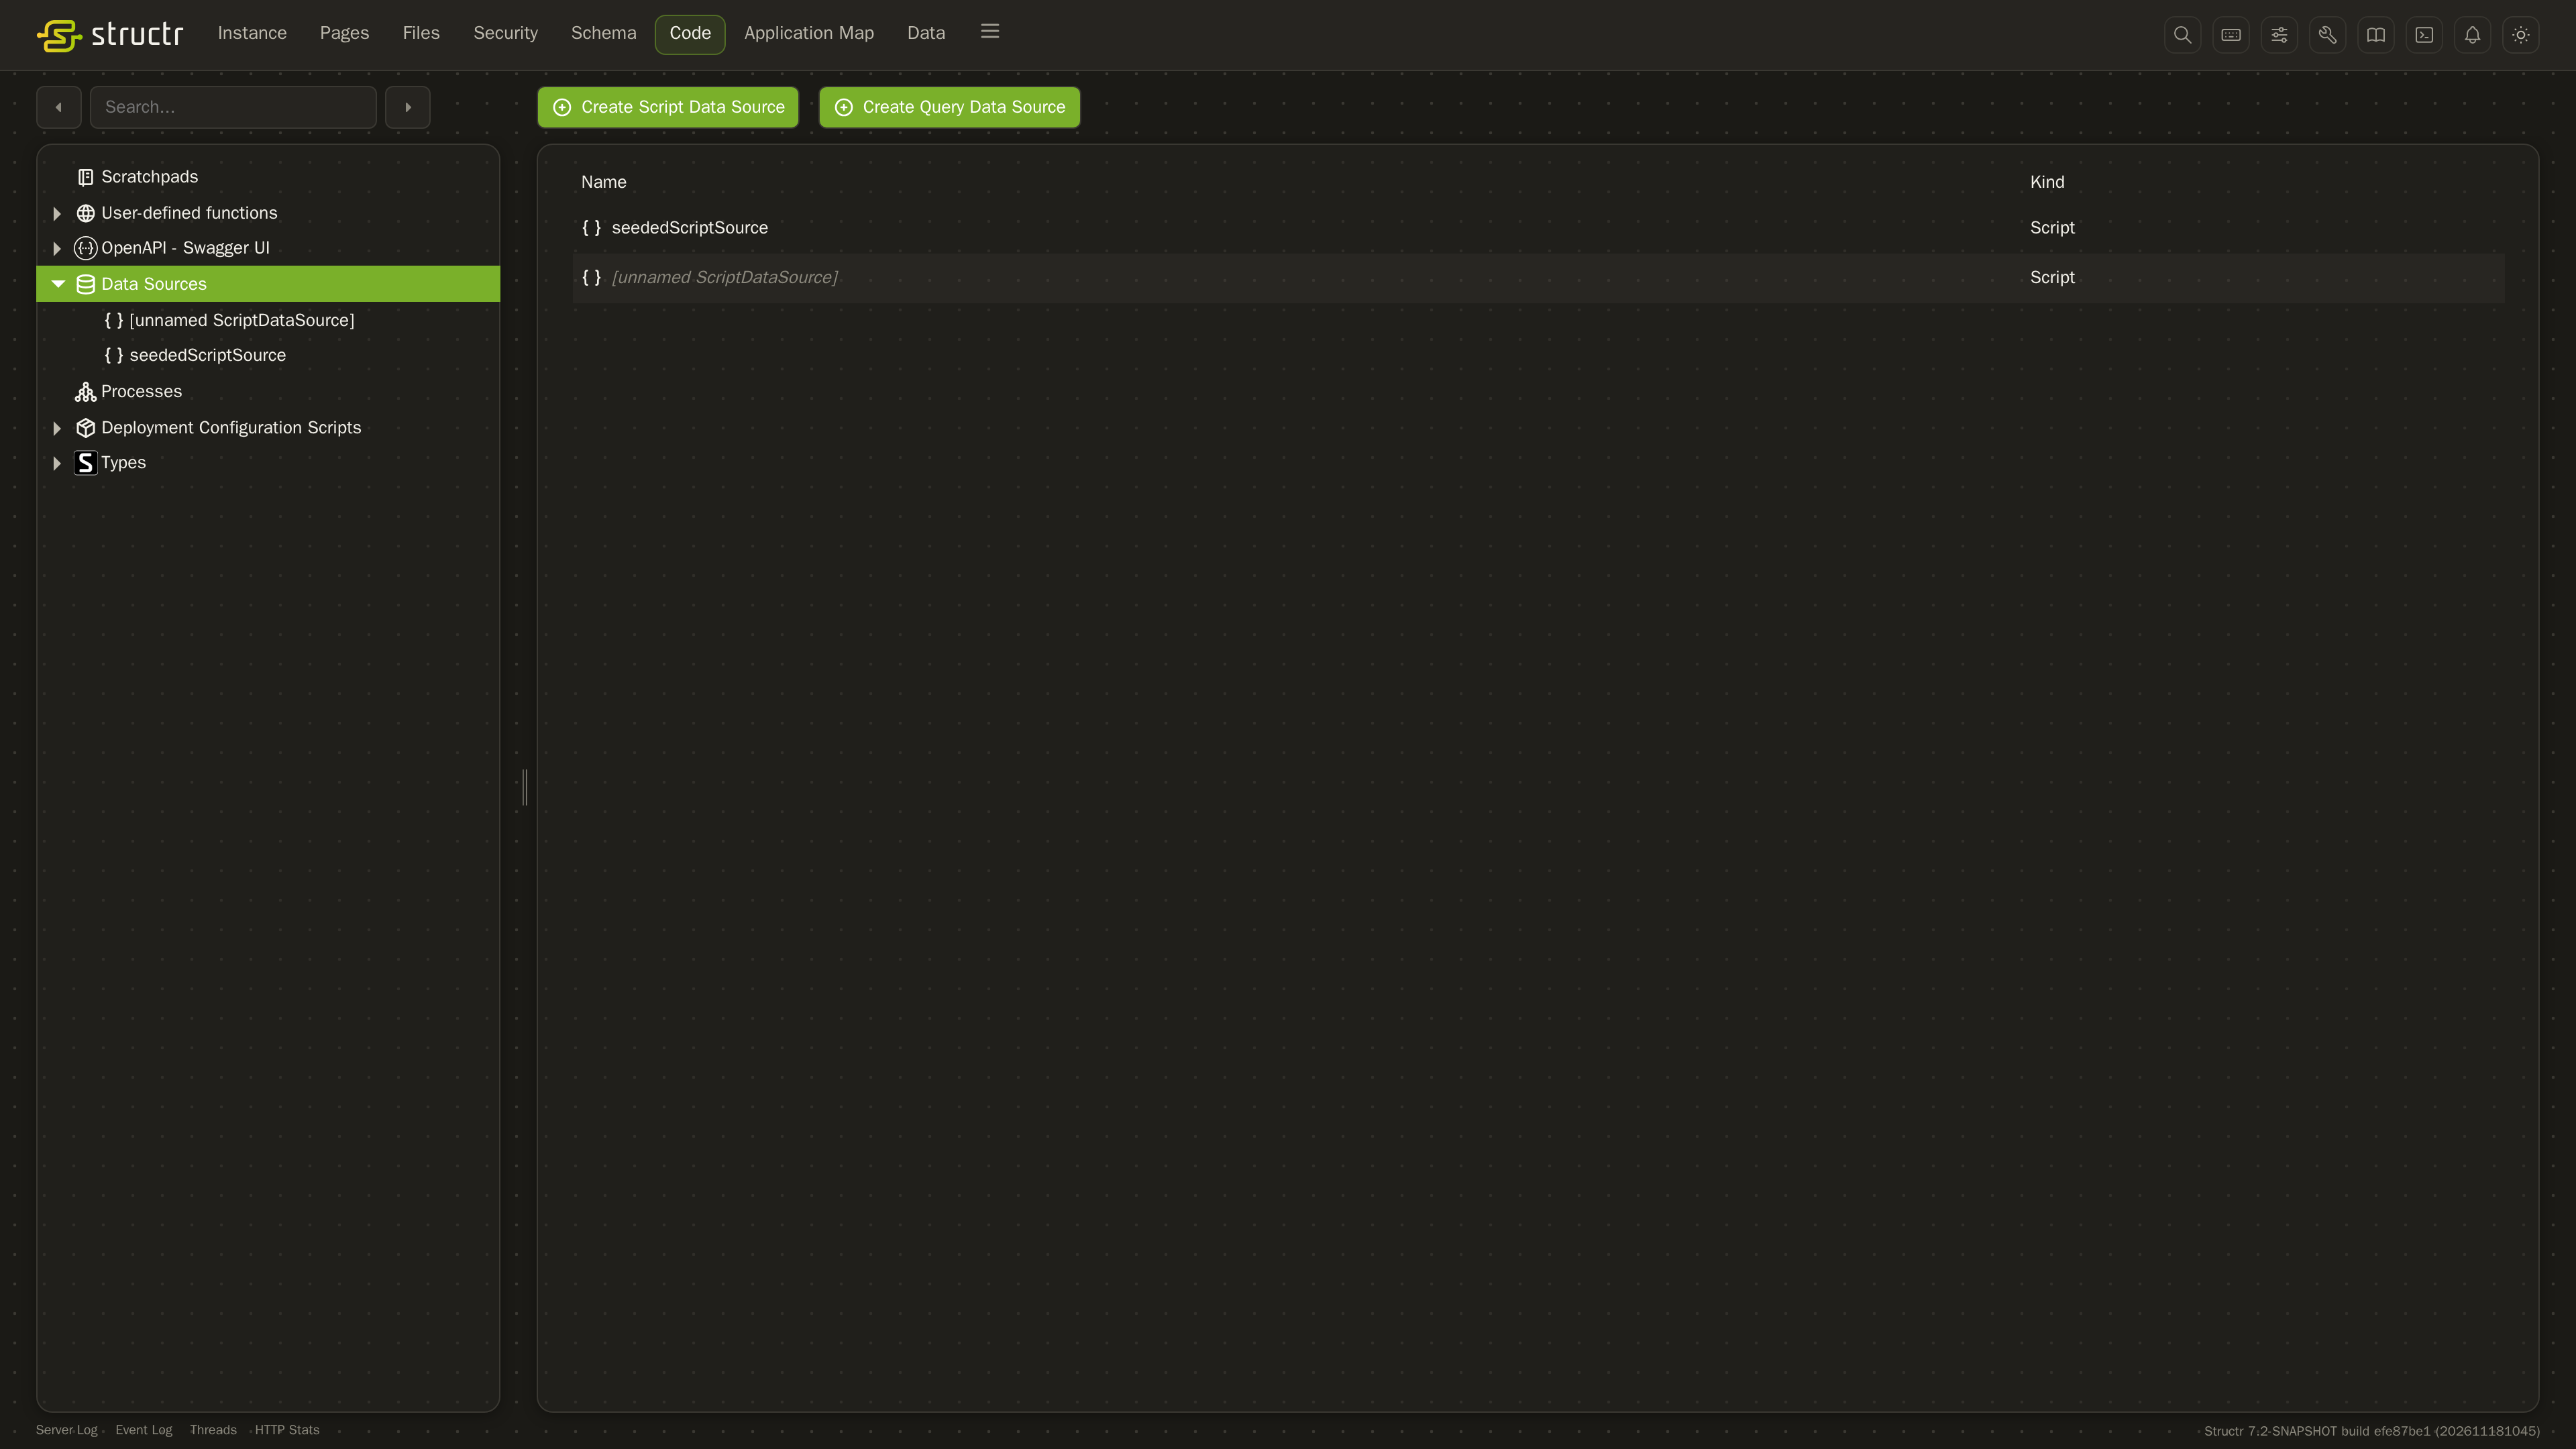 structr Instance Pages Files Security Schema Code Application Map Data
Search... Create Script Data Source Create Query Data Source
Scratchpads
User-defined functions
OpenAPI - Swagger UI
Data Sources
{ } [unnamed ScriptDataSource]
{ } seededScriptSource
Processes
Deployment Configuration Scripts
S Types
Name Kind
{ } seededScriptSource Script
{ } [unnamed ScriptDataSource] Script
Server Log Event Log Threads HTTP Stats
Structr 7.2-SNAPSHOT build efe87be1 (202611181045)